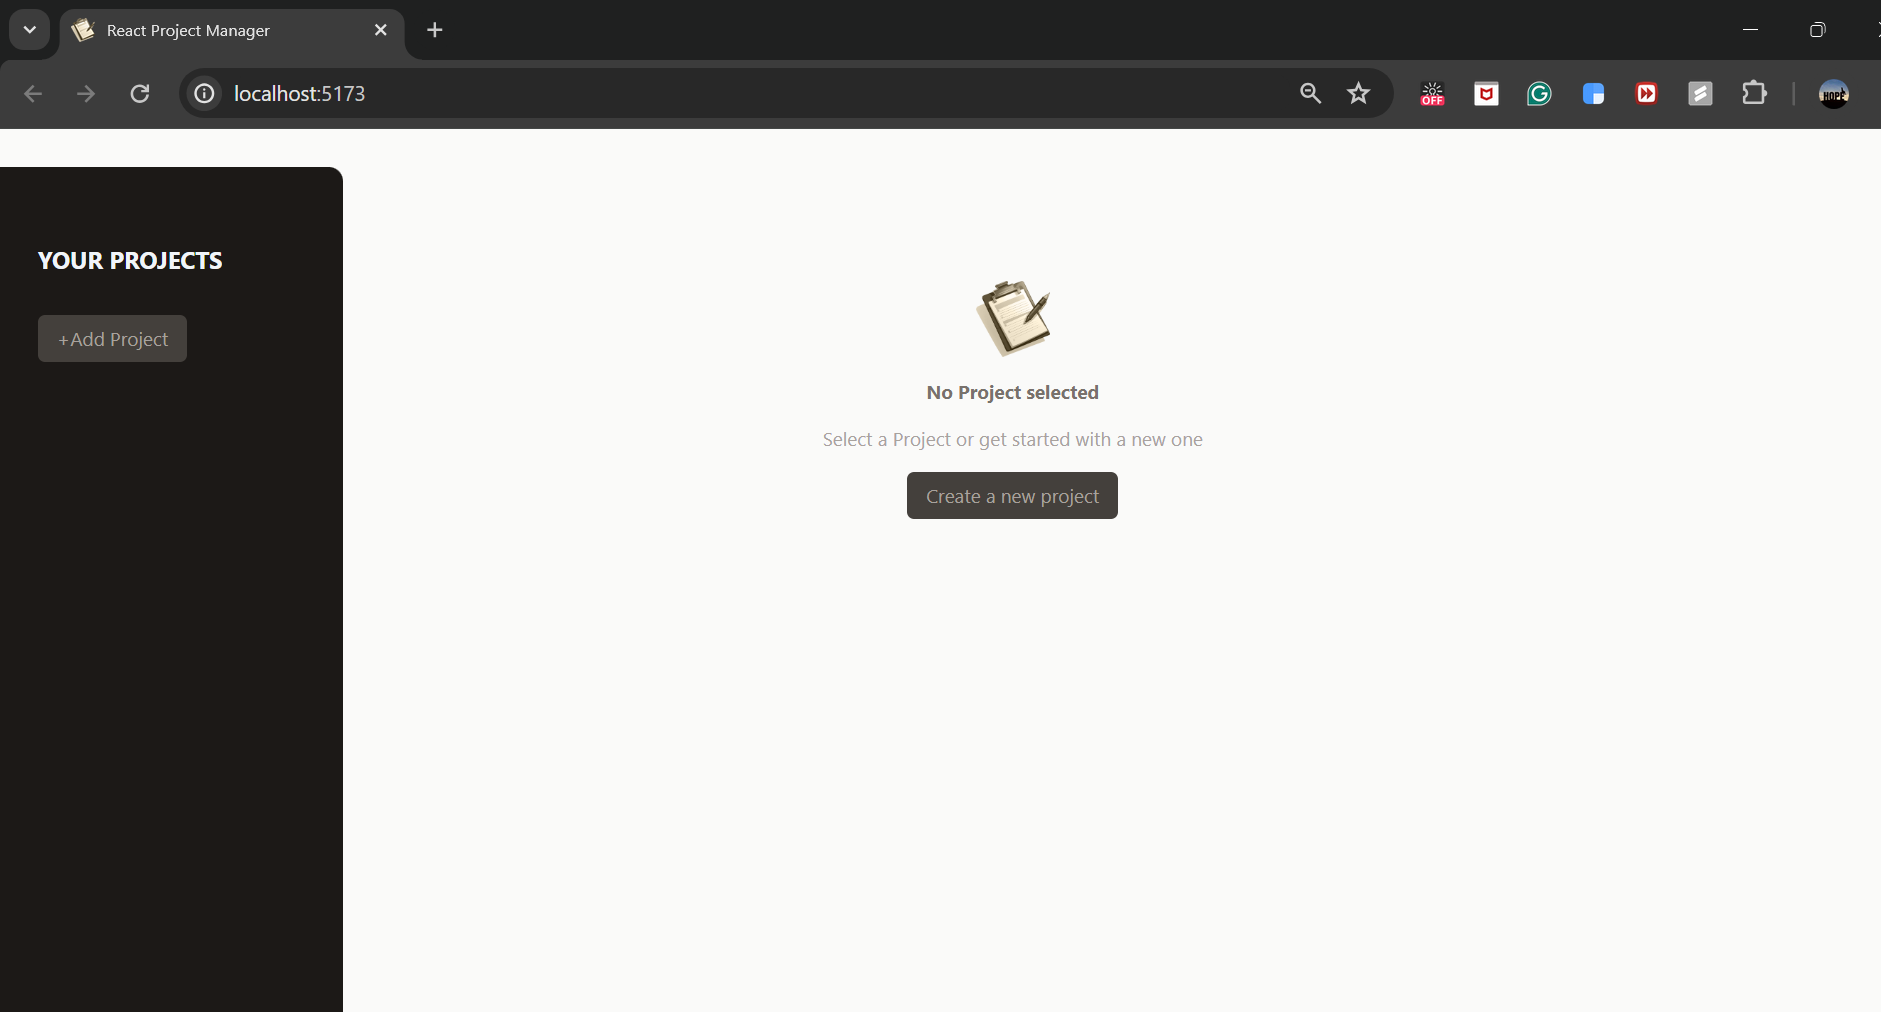 React Project Manager
localhost:5173
OFF
HOPE
YOUR PROJECTS
+Add Project
No Project selected
Select a Project or get started with a new one
Create a new project